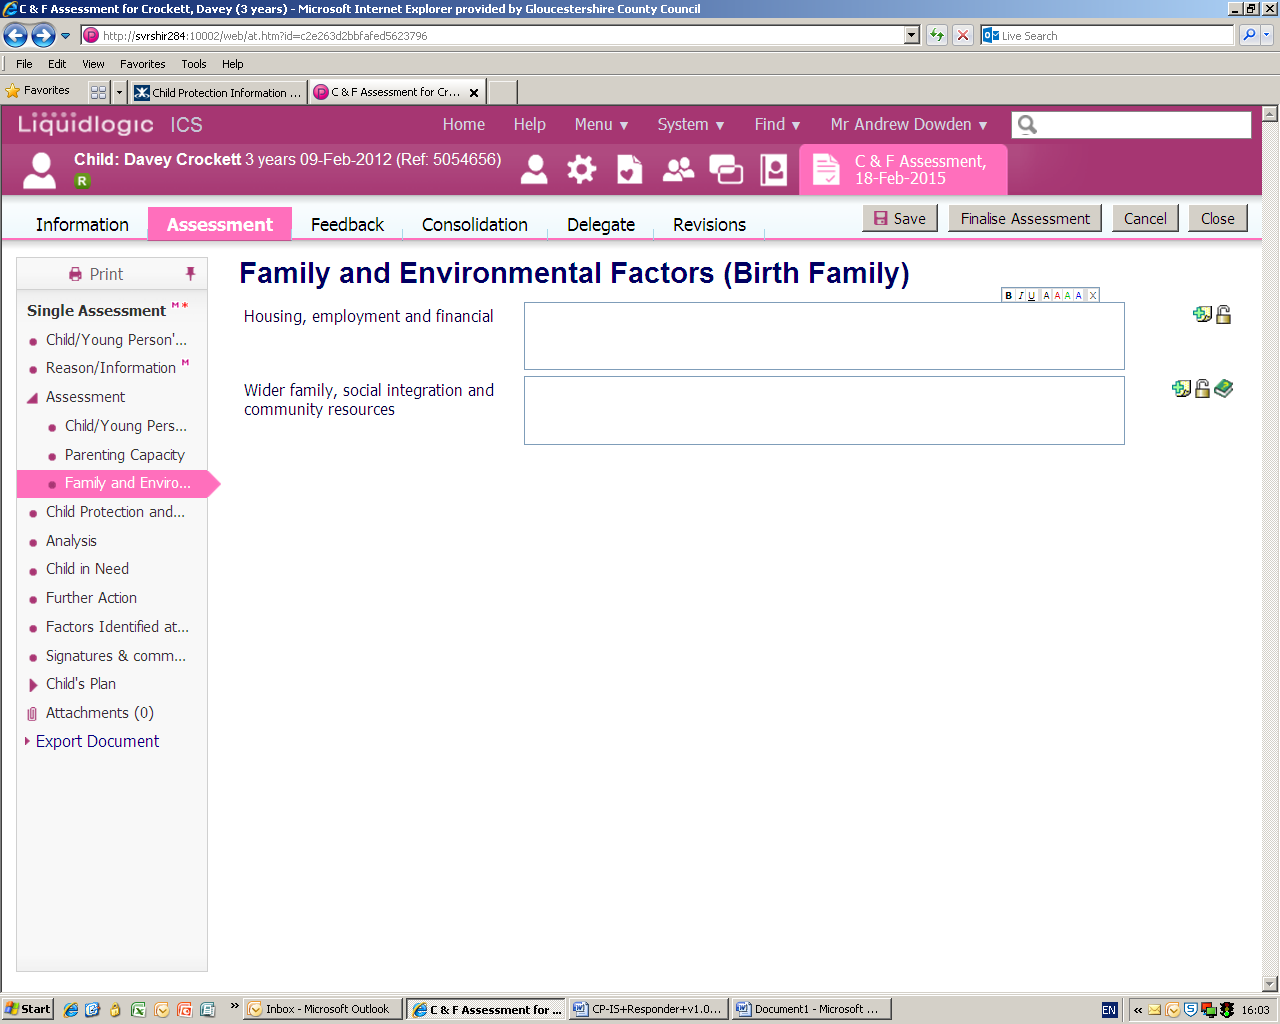 C & F Assessment for Crockett, Davey (3 years) - Microsoft Internet Explorer provided by Gloucestershire County Council
http://svrshir284:10002/web/at.htm?id=c2e263d2bbfafed5623796
Live Search
File Edit View Favorites Tools Help
Favorites
Child Protection Information ...
C & F Assessment for Cr...
Liquidlogic ICS
Home Help Menu ▼ System ▼ Find ▼ Mr Andrew Dowden ▼
Child: Davey Crockett 3 years 09-Feb-2012 (Ref: 5054656)
R
C & F Assessment,
18-Feb-2015
Information Assessment Feedback Consolidation Delegate Revisions
Save Finalise Assessment Cancel Close
Print
Single Assessment M *
Child/Young Person'...
Reason/Information M
Assessment
Child/Young Pers...
Parenting Capacity
Family and Enviro...
Child Protection and...
Analysis
Child in Need
Further Action
Factors Identified at...
Signatures & comm...
Child's Plan
Attachments (0)
Export Document
Family and Environmental Factors (Birth Family)
B I U A A A A X
Housing, employment and financial
Wider family, social integration and
community resources
Start
Inbox - Microsoft Outlook
C & F Assessment for ...
CP-IS+Responder+v1.0...
Document1 - Microsoft ...
EN
16:03